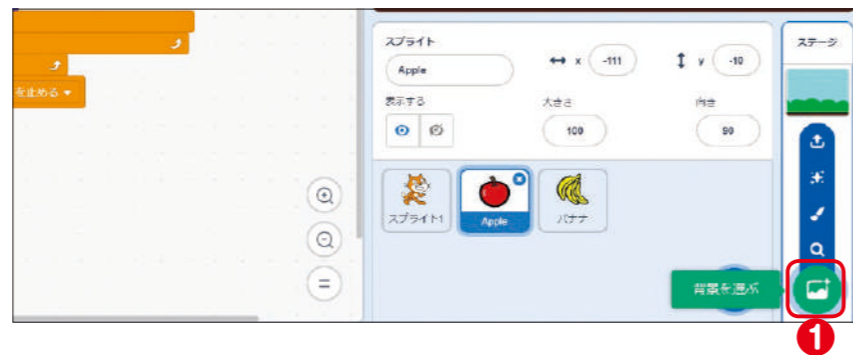 スプライト
Apple
↔ x -111
↕ y -10
表示する
大きさ 100
向き 90
ステージ
を止める
スプライト1
Apple
バナナ
背景を選ぶ
1